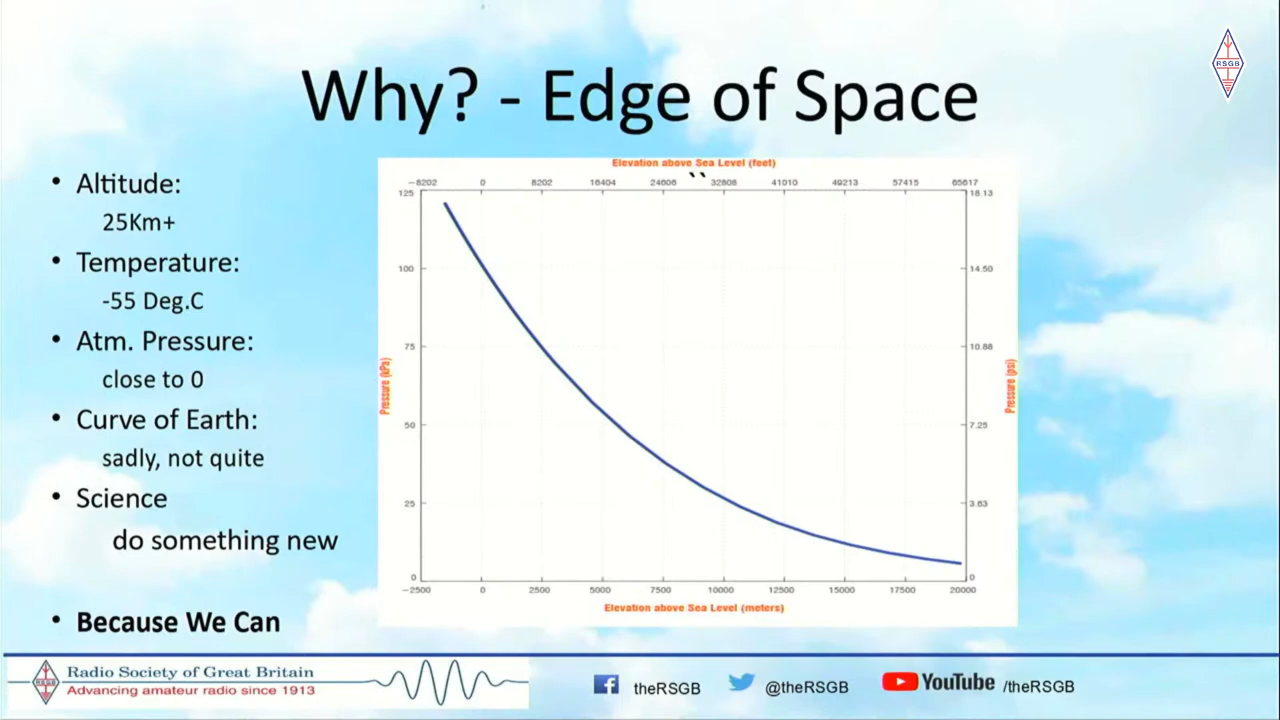 RSGB
Why? - Edge of Space
• Altitude:
25Km+
• Temperature:
-55 Deg.C
• Atm. Pressure:
close to 0
• Curve of Earth:
sadly, not quite
• Science
do something new
• Because We Can
Elevation above Sea Level (feet)
-8202 0 8202 16404 24606 32808 41010 49213 57415 65617
125 18.13
100 14.50
75 10.88
Pressure (kPa) Pressure (psi)
50 7.25
25 3.63
0 0
-2500 0 2500 5000 7500 10000 12500 15000 17500 20000
Elevation above Sea Level (meters)
RSGB
Radio Society of Great Britain
Advancing amateur radio since 1913
theRSGB
@theRSGB
YouTube /theRSGB